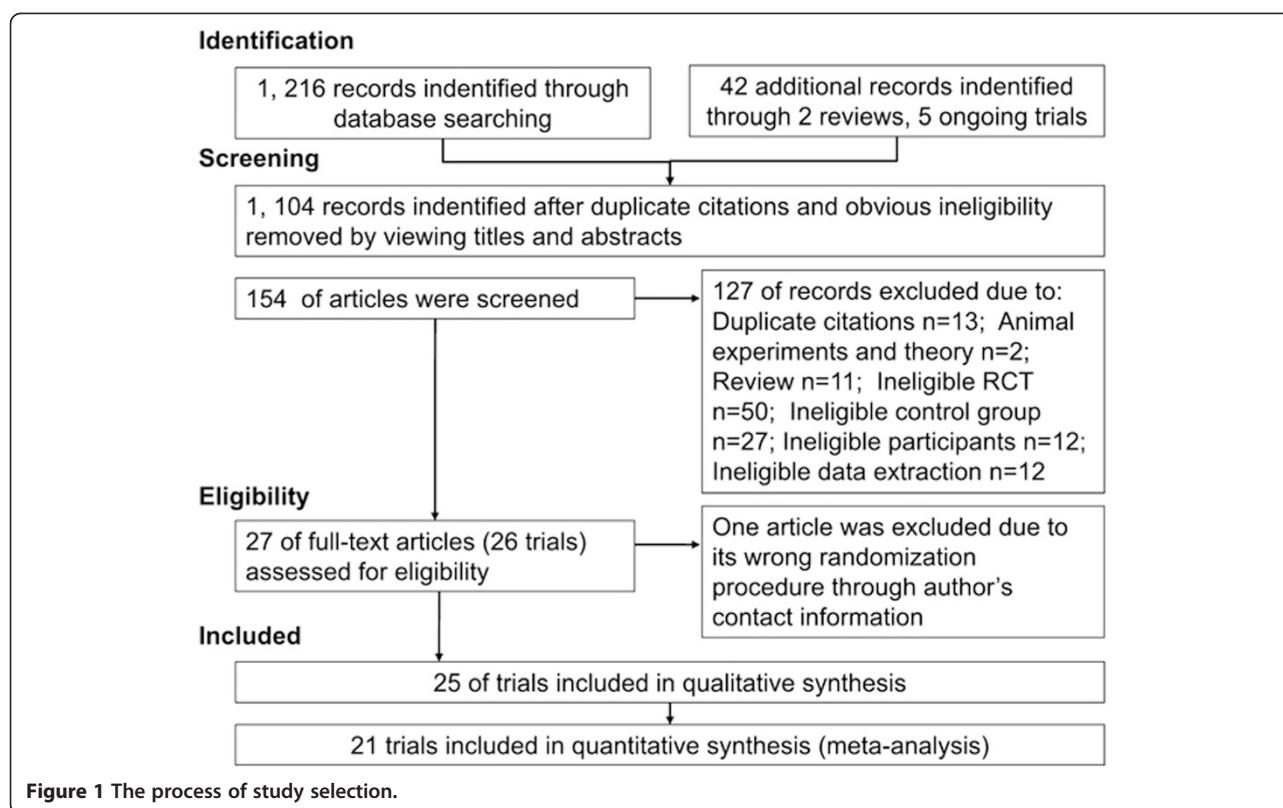 Identification
1, 216 records indentified through
database searching
42 additional records indentified
through 2 reviews, 5 ongoing trials
Screening
1, 104 records indentified after duplicate citations and obvious ineligibility
removed by viewing titles and abstracts
154 of articles were screened
127 of records excluded due to:
Duplicate citations n=13; Animal
experiments and theory n=2;
Review n=11; Ineligible RCT
n=50; Ineligible control group
n=27; Ineligible participants n=12;
Ineligible data extraction n=12
Eligibility
27 of full-text articles (26 trials)
assessed for eligibility
One article was excluded due to
its wrong randomization
procedure through author's
contact information
Included
25 of trials included in qualitative synthesis
21 trials included in quantitative synthesis (meta-analysis)
Figure 1 The process of study selection.